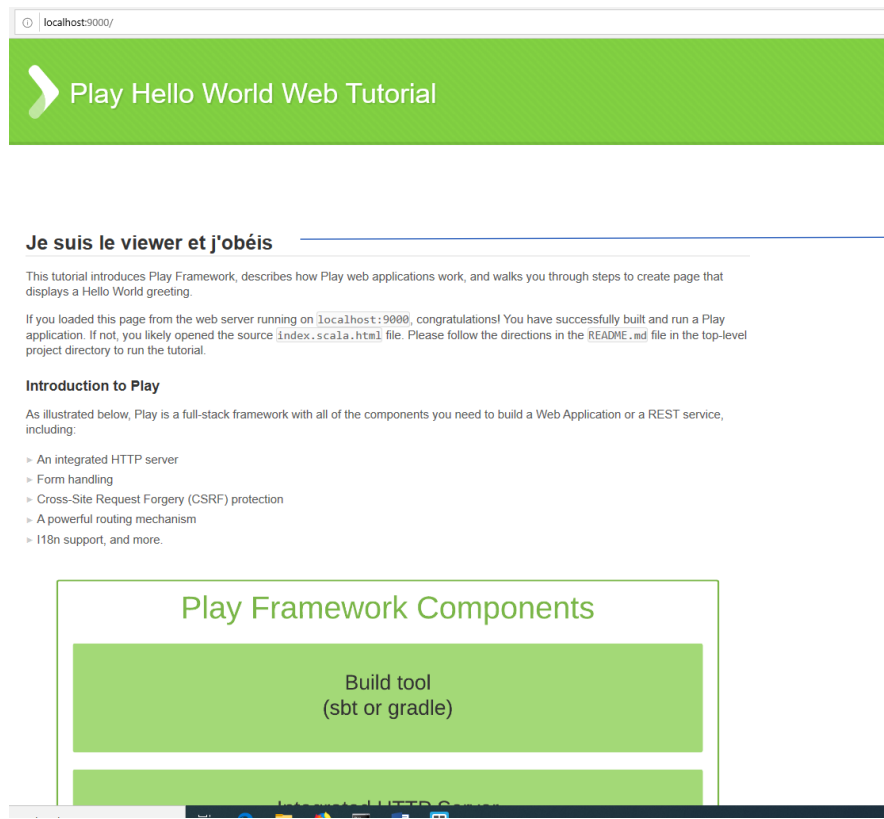 localhost:9000/
Play Hello World Web Tutorial
Je suis le viewer et j'obéis
This tutorial introduces Play Framework, describes how Play web applications work, and walks you through steps to create page that
displays a Hello World greeting.
If you loaded this page from the web server running on localhost:9000, congratulations! You have successfully built and run a Play
application. If not, you likely opened the source index.scala.html file. Please follow the directions in the README.md file in the top-level
project directory to run the tutorial.
Introduction to Play
As illustrated below, Play is a full-stack framework with all of the components you need to build a Web Application or a REST service,
including:
An integrated HTTP server
Form handling
Cross-Site Request Forgery (CSRF) protection
A powerful routing mechanism
I18n support, and more.
Play Framework Components
Build tool
(sbt or gradle)
Integrated HTTP Server